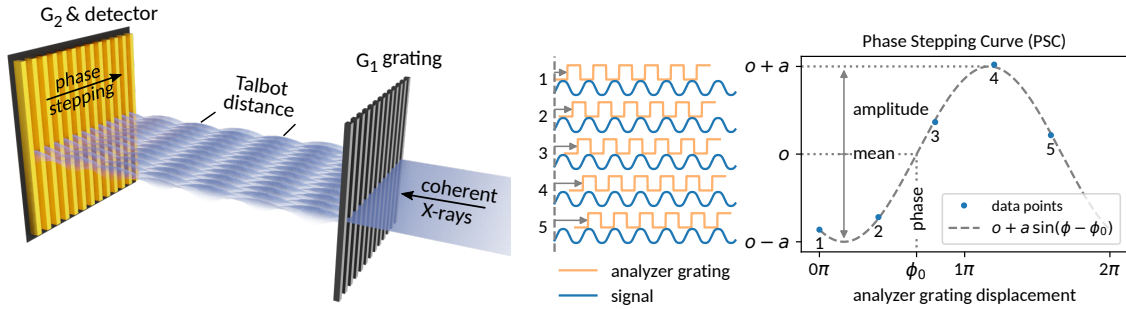 G₂ & detector
phase
stepping
Talbot
distance
G₁ grating
coherent
X-rays
1
2
3
4
5
analyzer grating
signal
Phase Stepping Curve (PSC)
o + a
o
o − a
amplitude
mean
phase
1
2
3
4
5
data points
o + a sin(ϕ − ϕ₀)
0π
ϕ₀
1π
2π
analyzer grating displacement